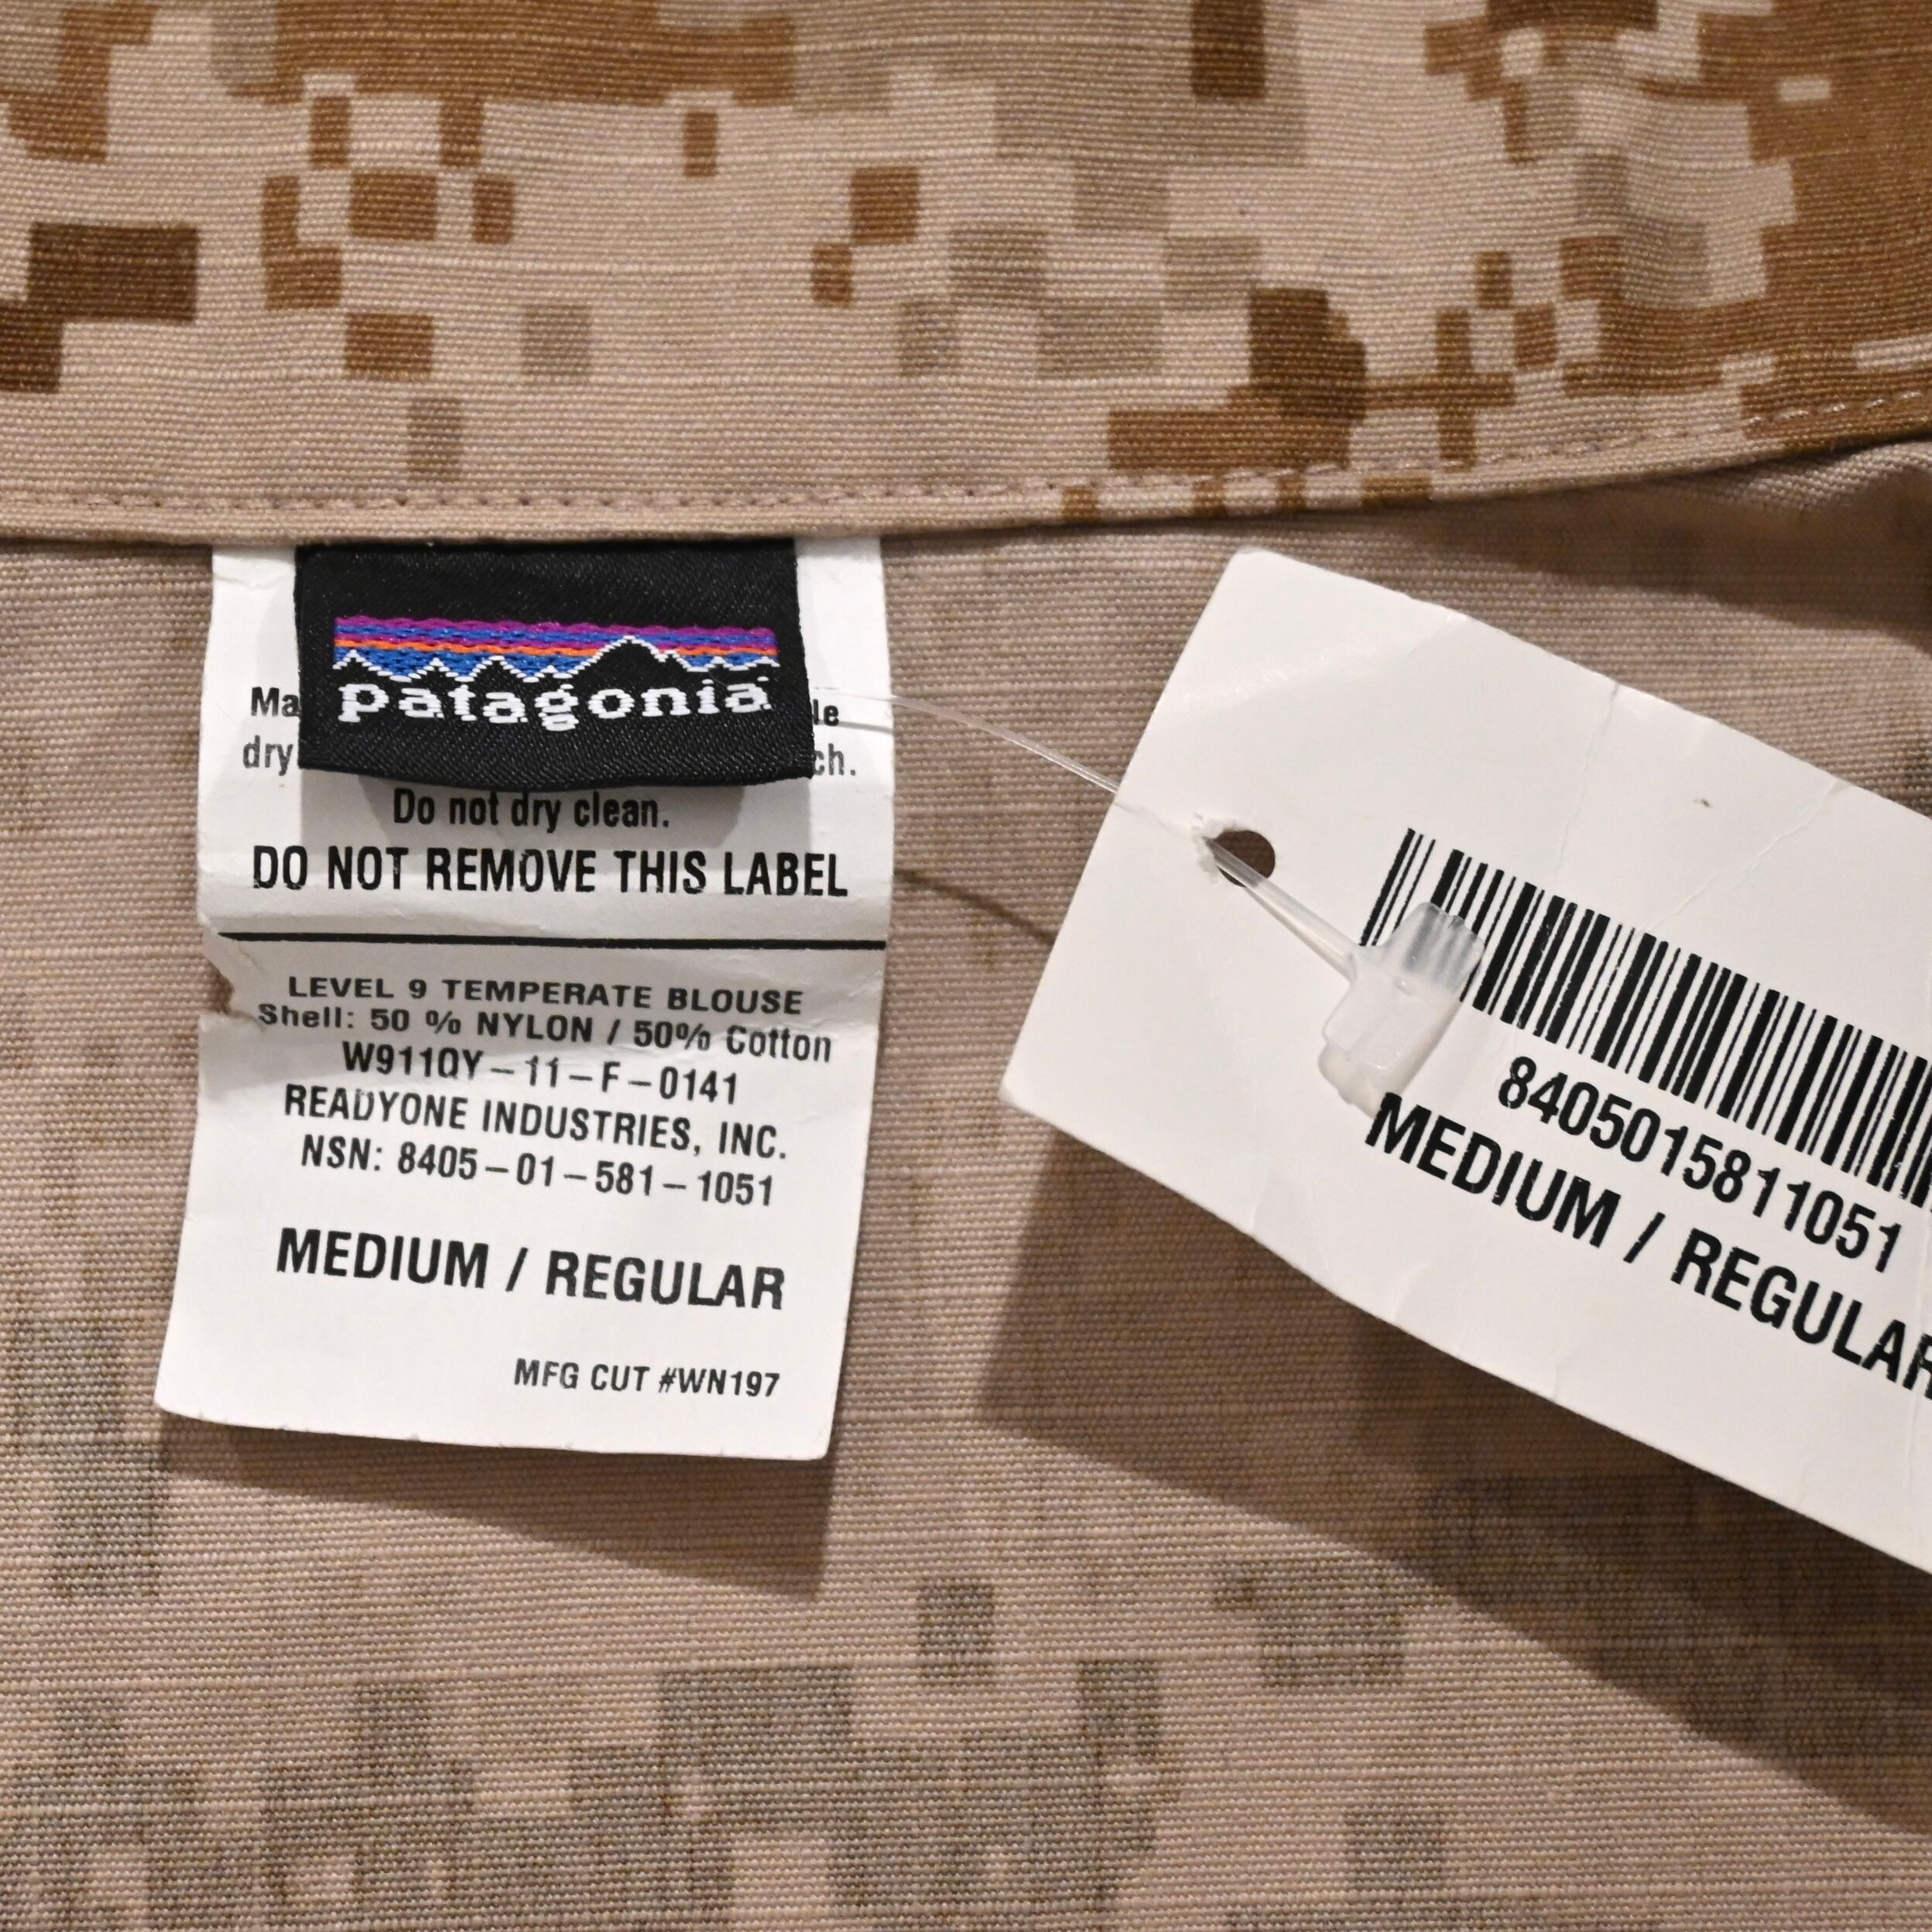 patagonia
Do not dry clean.
DO NOT REMOVE THIS LABEL
LEVEL 9 TEMPERATE BLOUSE
Shell: 50 % NYLON / 50% Cotton
W911QY-11-F-0141
READYONE INDUSTRIES, INC.
NSN: 8405-01-581-1051
MEDIUM / REGULAR
MFG CUT #WN197
8405015811051
MEDIUM / REGULAR